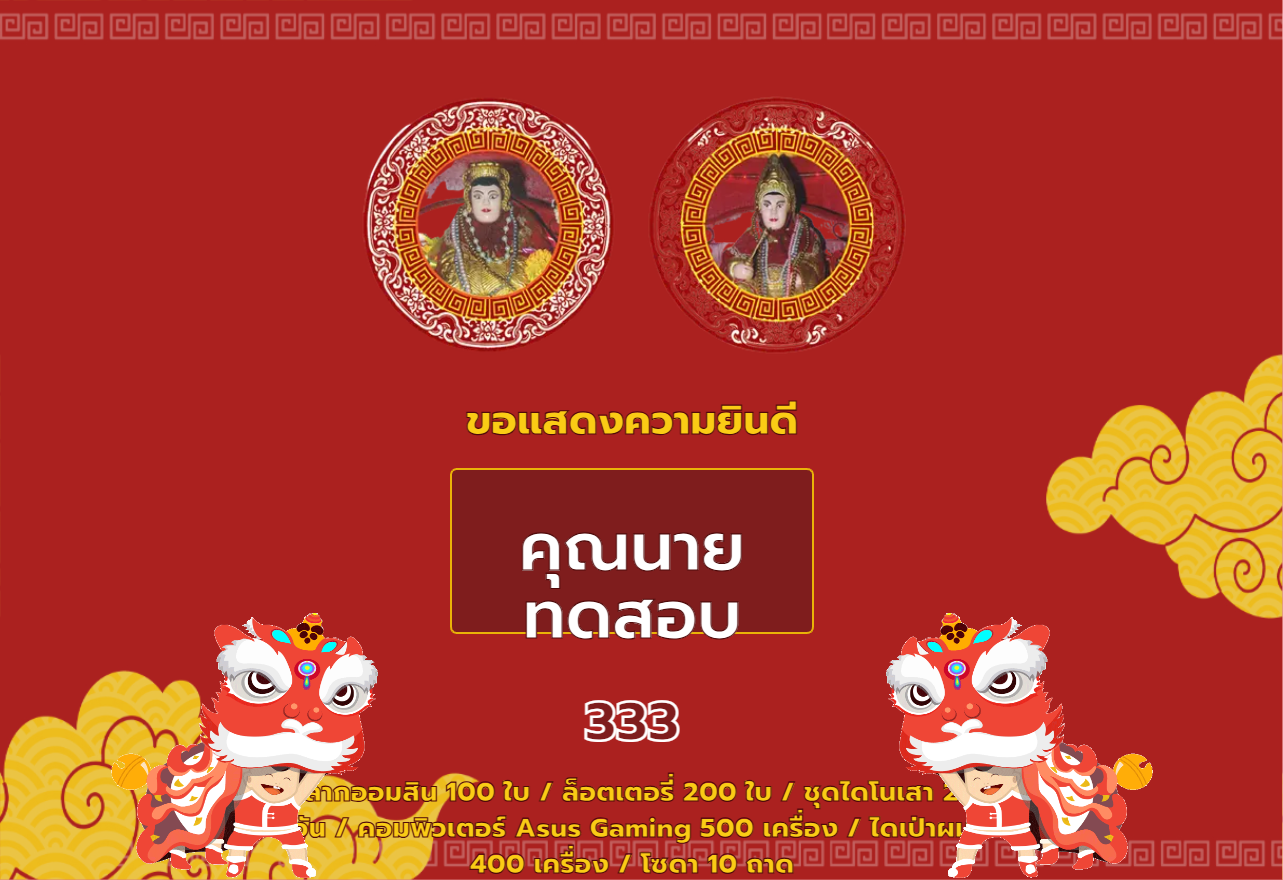 ขอแสดงความยินดี
คุณนาย
ทดสอบ
333
ลากออมสิน 100 ใบ / ล็อตเตอรี่ 200 ใบ / ชุดไดโนเสา
/ คอมพิวเตอร์ Asus Gaming 500 เครื่อง / ไดเป่าผม
400 เครื่อง / โซดา 10 ถาด